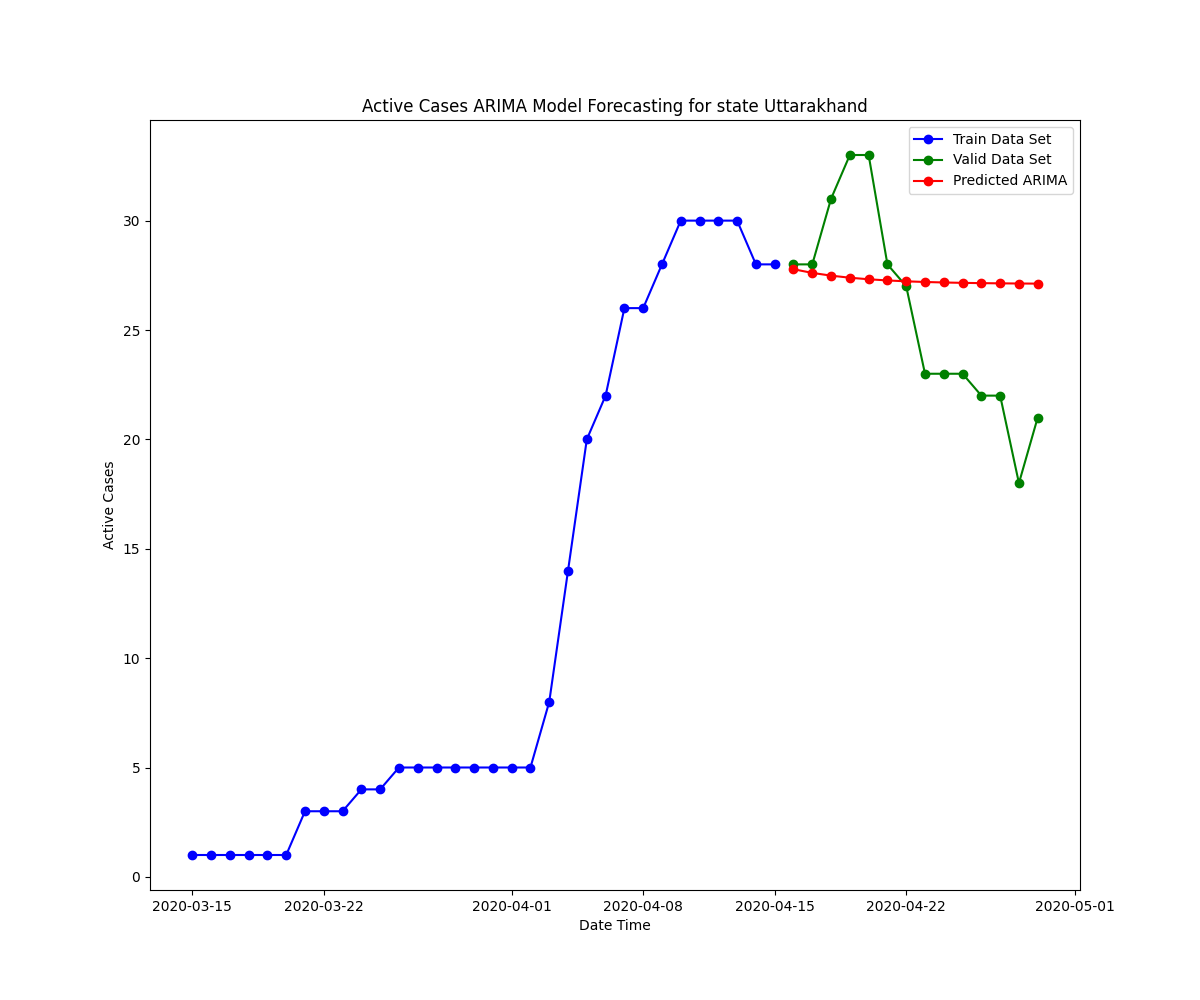 Active Cases ARIMA Model Forecasting for state Uttarakhand
Train Data Set
Valid Data Set
Predicted ARIMA
30
25
20
15
10
5
0
Active Cases
2020-03-15 2020-03-22 2020-04-01 2020-04-08 2020-04-15 2020-04-22 2020-05-01
Date Time